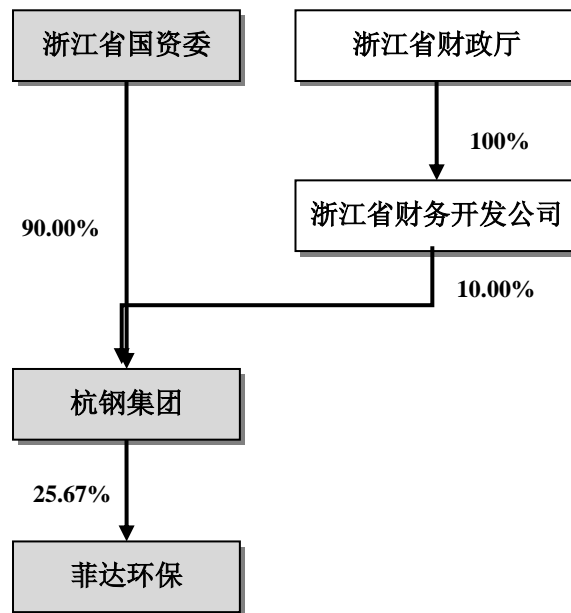 浙江省国资委
浙江省财政厅
100%
浙江省财务开发公司
90.00%
10.00%
杭钢集团
25.67%
菲达环保